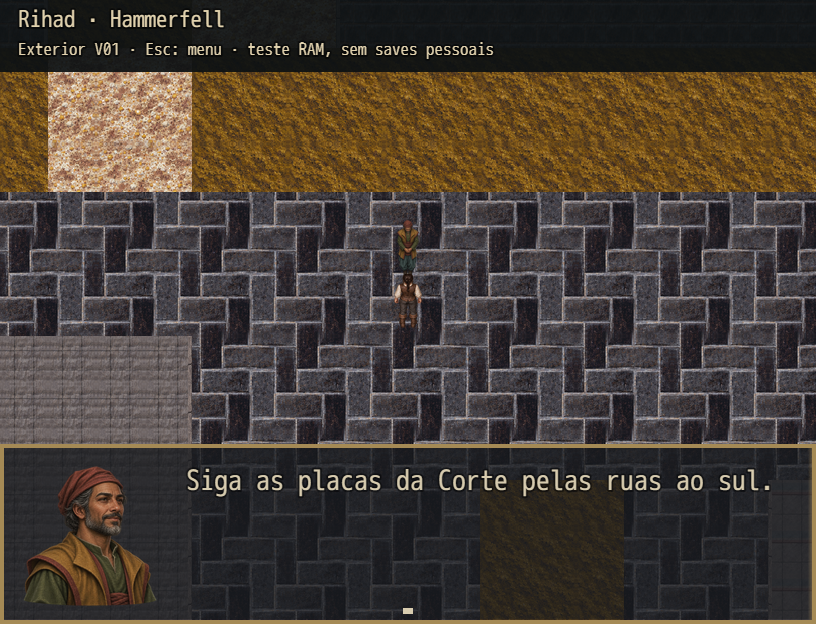 Rihad · Hammerfell
Exterior V01 · Esc: menu · teste RAM, sem saves pessoais
Siga as placas da Corte pelas ruas ao sul.